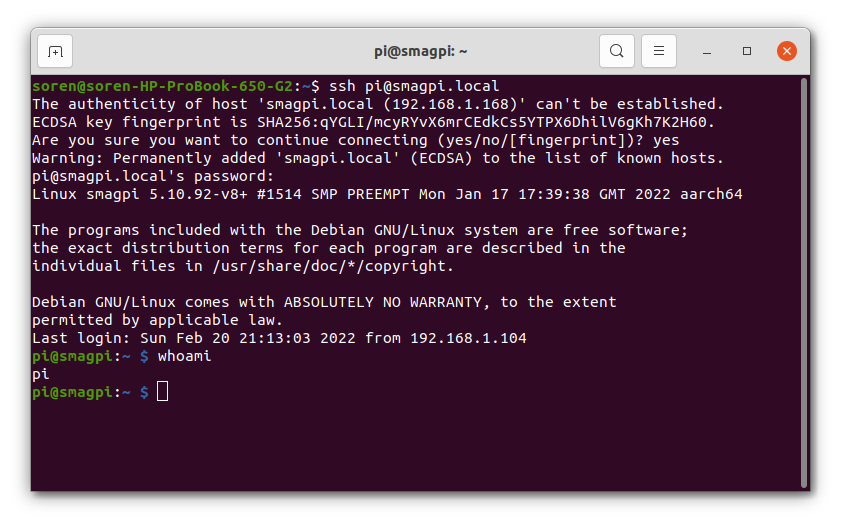 pi@smagpi: ~
soren@soren-HP-ProBook-650-G2:~$ ssh pi@smagpi.local
The authenticity of host 'smagpi.local (192.168.1.168)' can't be established.
ECDSA key fingerprint is SHA256:qYGLI/mcyRYvX6mrCEdkCs5YTPX6DhilV6gKh7K2H60.
Are you sure you want to continue connecting (yes/no/[fingerprint])? yes
Warning: Permanently added 'smagpi.local' (ECDSA) to the list of known hosts.
pi@smagpi.local's password:
Linux smagpi 5.10.92-v8+ #1514 SMP PREEMPT Mon Jan 17 17:39:38 GMT 2022 aarch64
The programs included with the Debian GNU/Linux system are free software;
the exact distribution terms for each program are described in the
individual files in /usr/share/doc/*/copyright.
Debian GNU/Linux comes with ABSOLUTELY NO WARRANTY, to the extent
permitted by applicable law.
Last login: Sun Feb 20 21:13:03 2022 from 192.168.1.104
pi@smagpi:~ $ whoami
pi
pi@smagpi:~ $